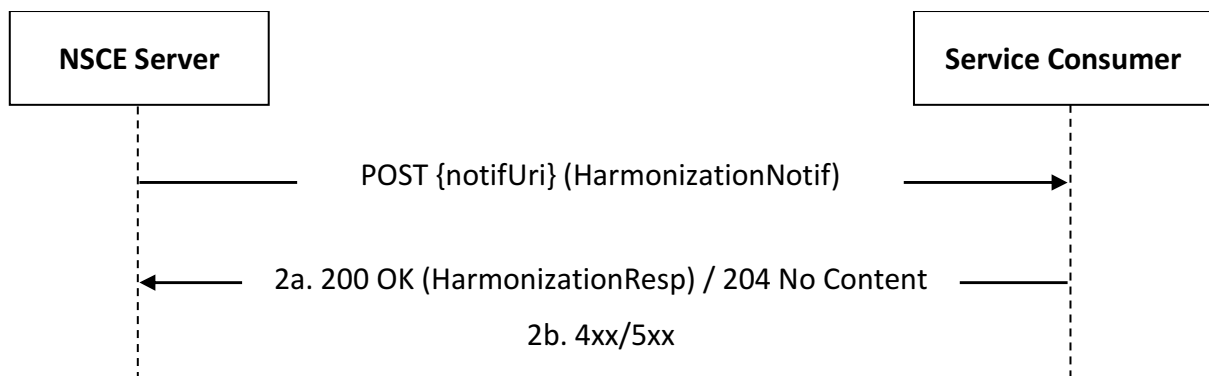 NSCE Server
Service Consumer
POST {notifUri} (HarmonizationNotif)
2a. 200 OK (HarmonizationResp) / 204 No Content
2b. 4xx/5xx